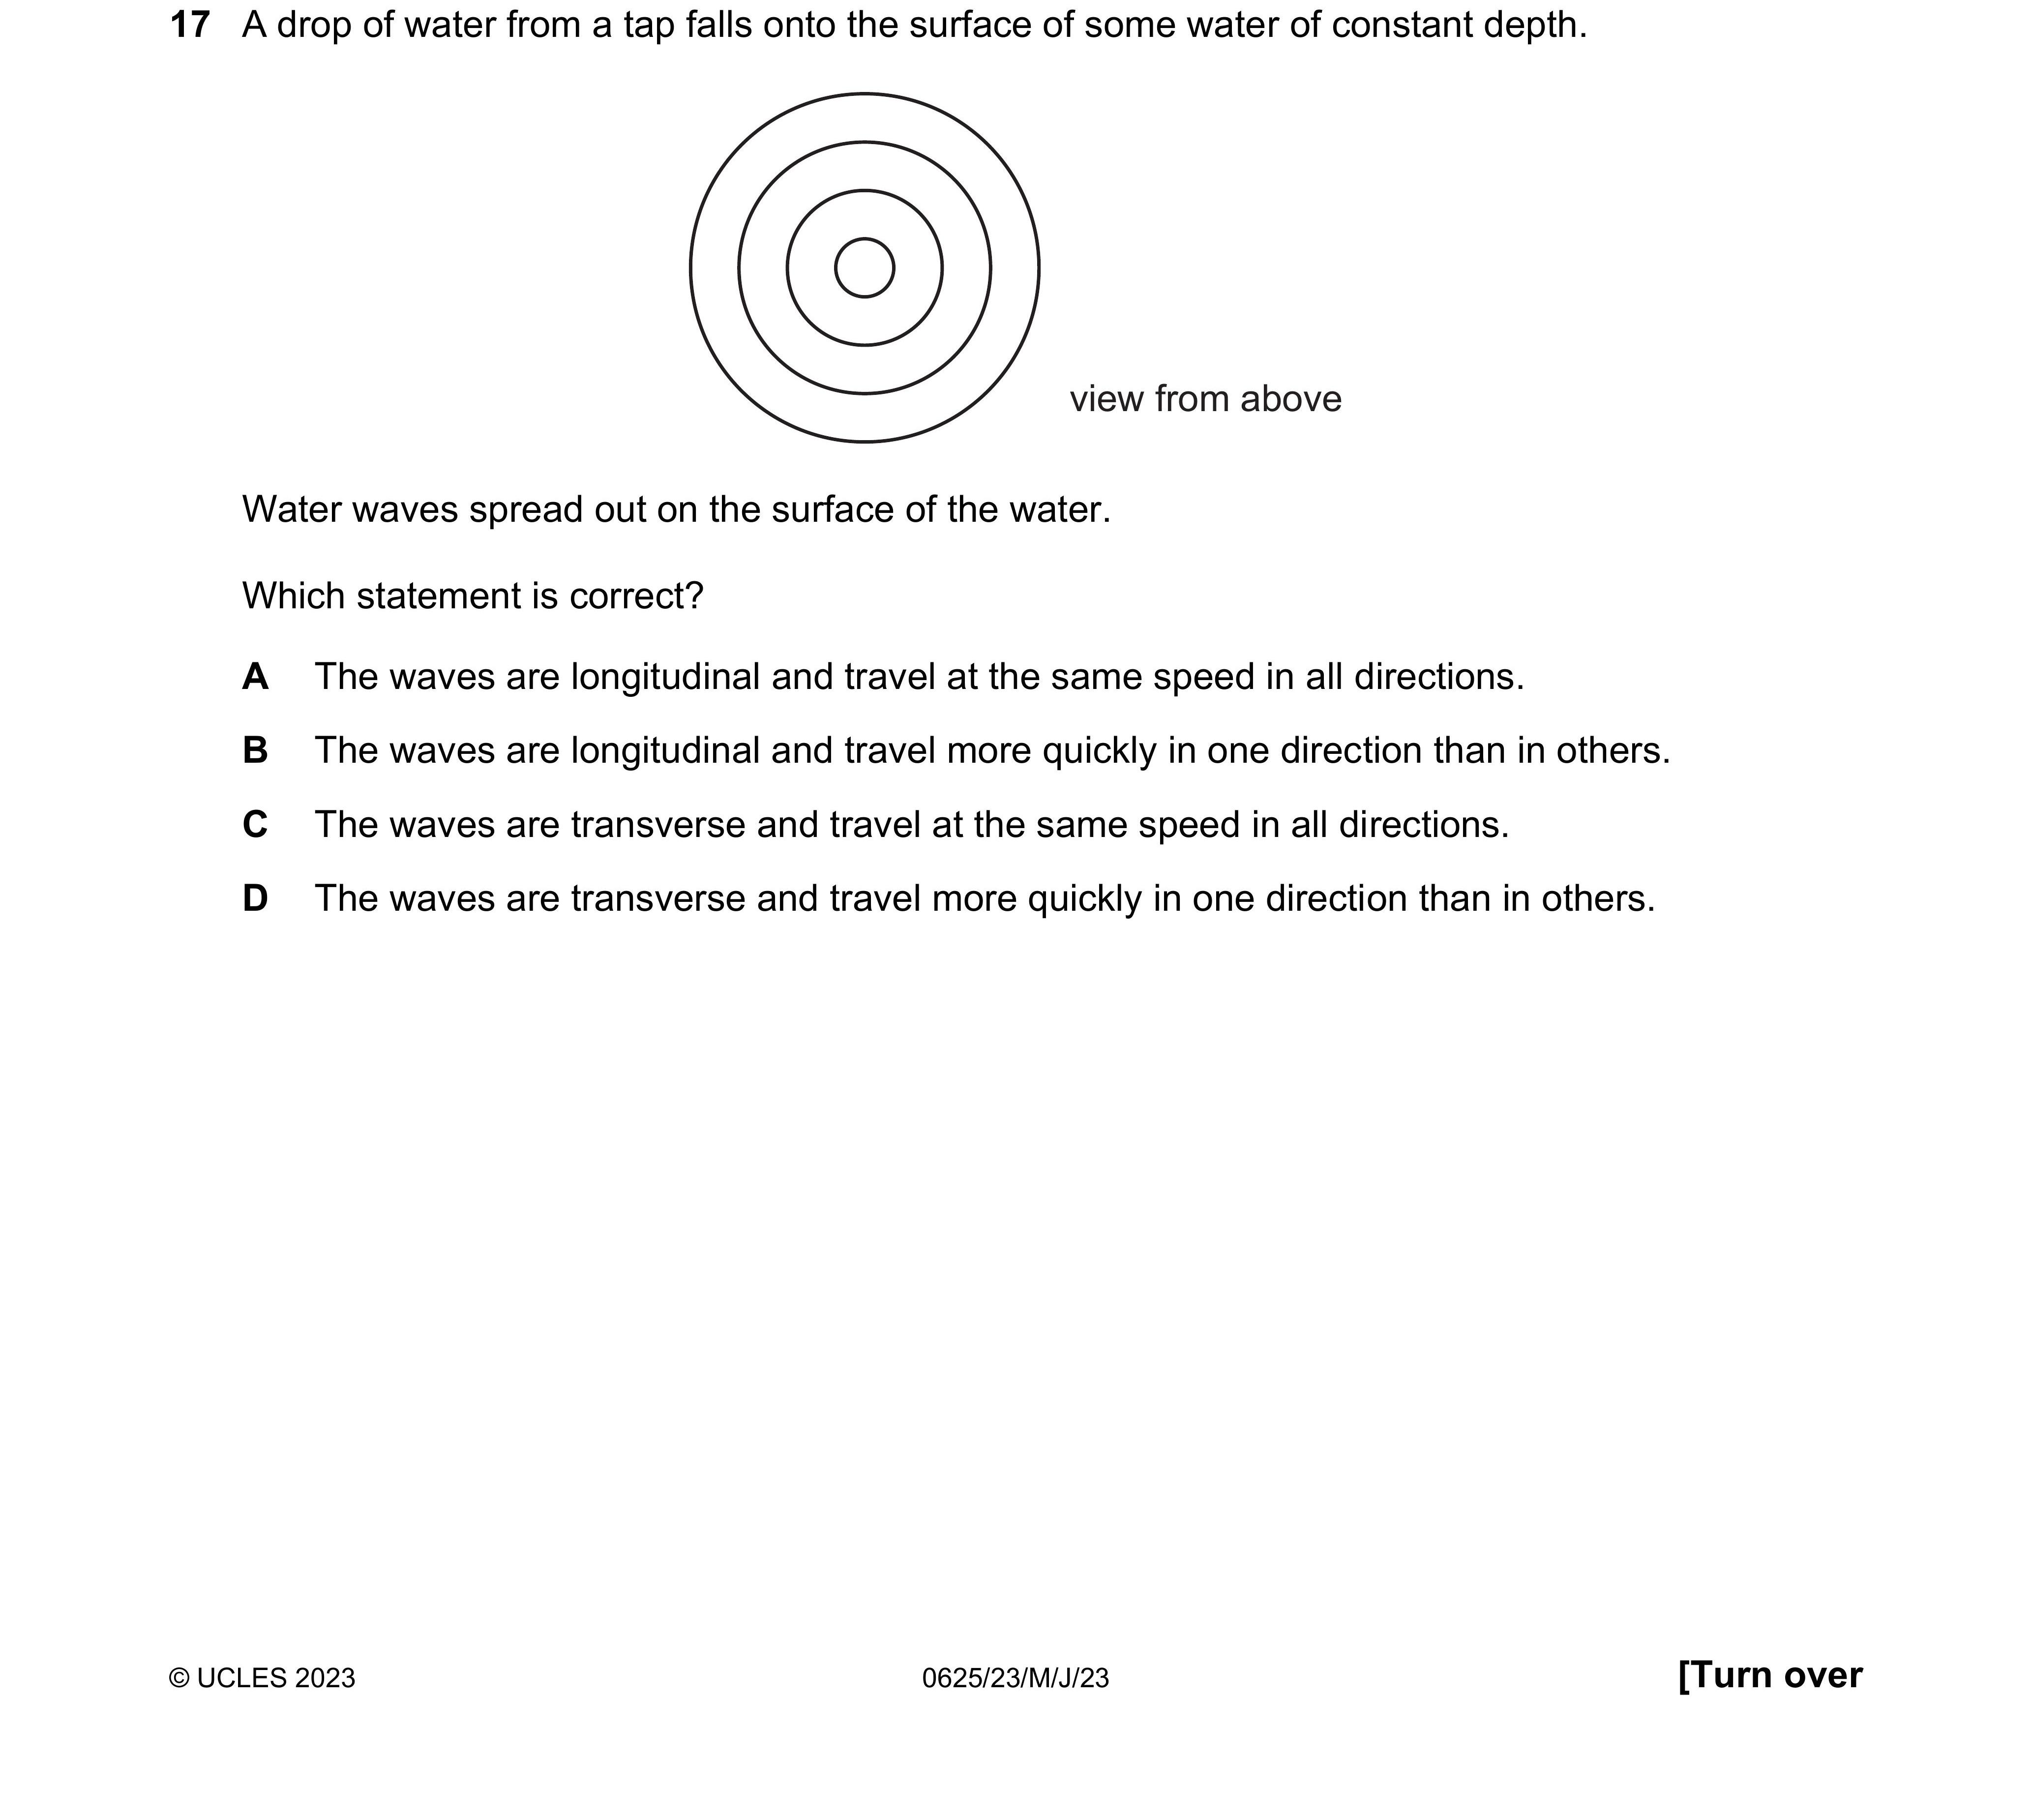 17 A drop of water from a tap falls onto the surface of some water of constant depth.
view from above
Water waves spread out on the surface of the water.
Which statement is correct?
A The waves are longitudinal and travel at the same speed in all directions.
B The waves are longitudinal and travel more quickly in one direction than in others.
C The waves are transverse and travel at the same speed in all directions.
D The waves are transverse and travel more quickly in one direction than in others.
© UCLES 2023 0625/23/M/J/23 [Turn over